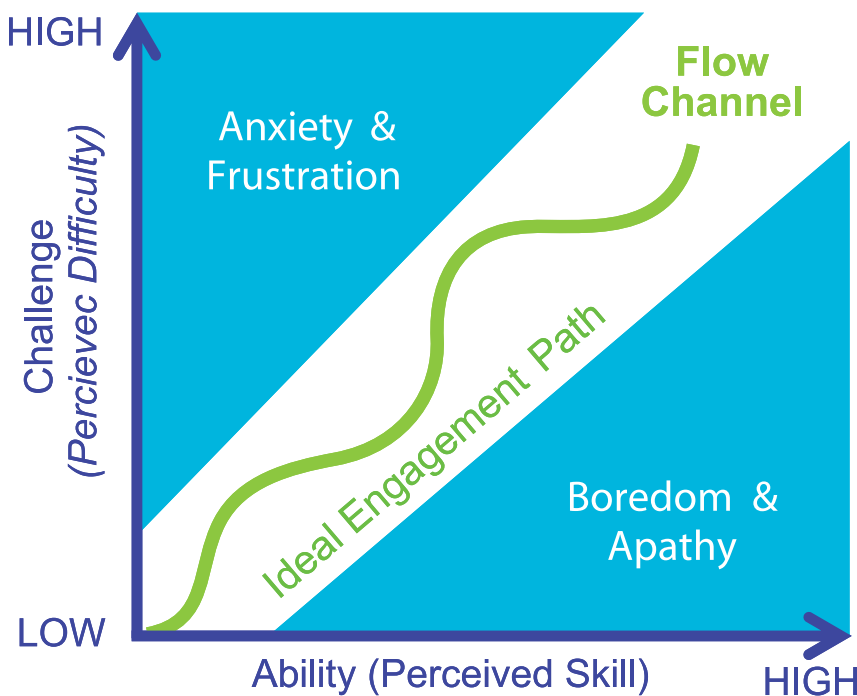 HIGH
Flow
Channel
Anxiety &
Frustration
Challenge
(Percievec Difficulty)
Ideal Engagement Path
Boredom &
Apathy
LOW
Ability (Perceived Skill)
HIGH